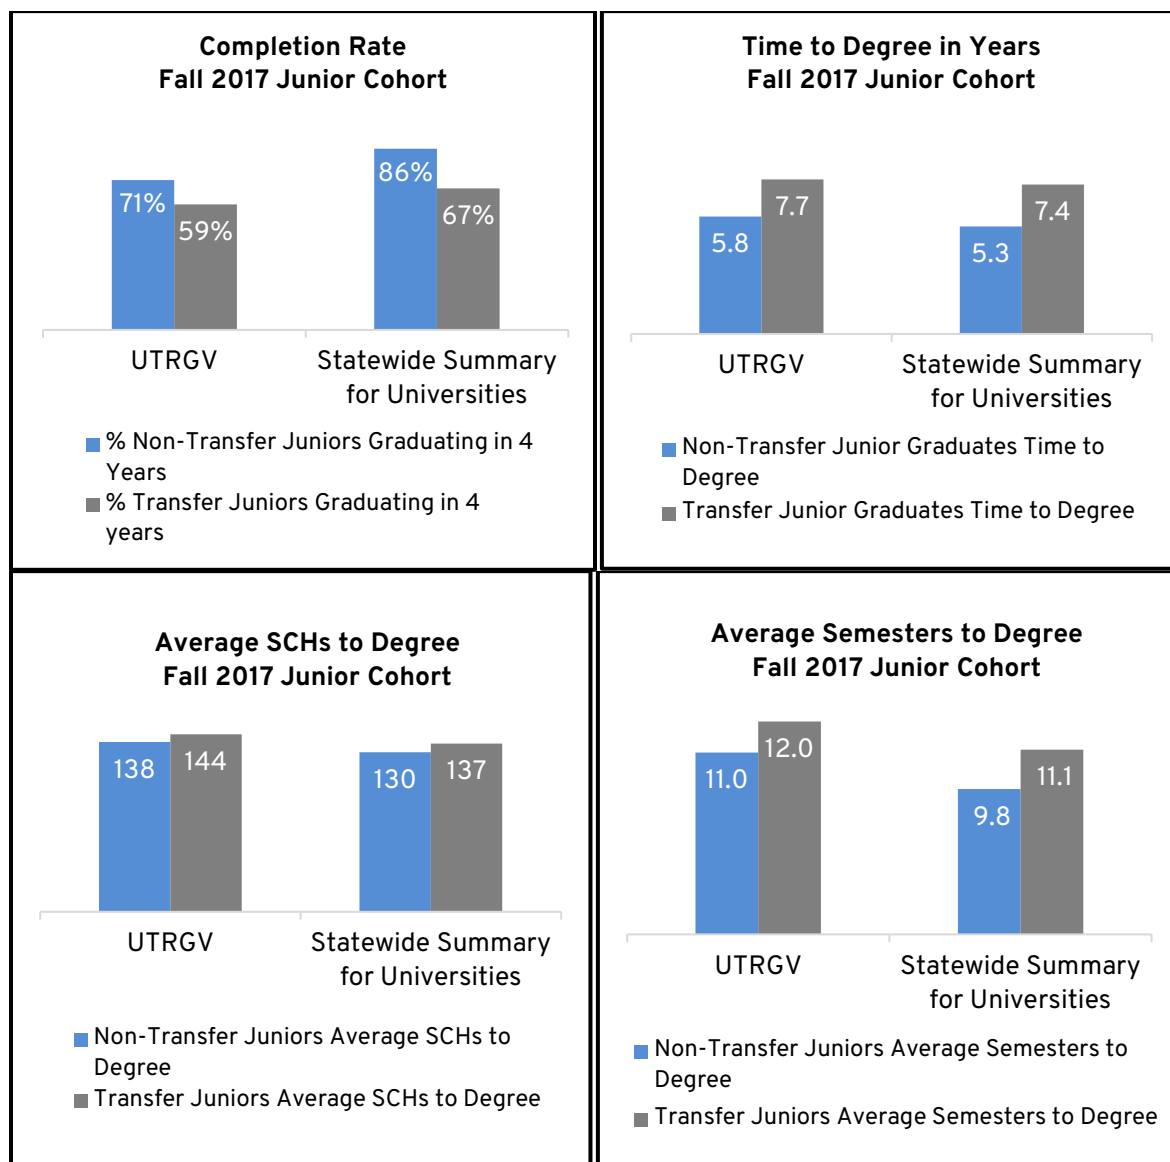 Completion Rate
Fall 2017 Junior Cohort
71%
59%
86%
67%
UTRGV
Statewide Summary
for Universities
% Non-Transfer Juniors Graduating in 4
Years
% Transfer Juniors Graduating in 4
years
Time to Degree in Years
Fall 2017 Junior Cohort
5.8
7.7
5.3
7.4
UTRGV
Statewide Summary
for Universities
Non-Transfer Junior Graduates Time to
Degree
Transfer Junior Graduates Time to Degree
Average SCHs to Degree
Fall 2017 Junior Cohort
138
144
130
137
UTRGV
Statewide Summary
for Universities
Non-Transfer Juniors Average SCHs to
Degree
Transfer Juniors Average SCHs to Degree
Average Semesters to Degree
Fall 2017 Junior Cohort
11.0
12.0
9.8
11.1
UTRGV
Statewide Summary
for Universities
Non-Transfer Juniors Average Semesters to
Degree
Transfer Juniors Average Semesters to Degree